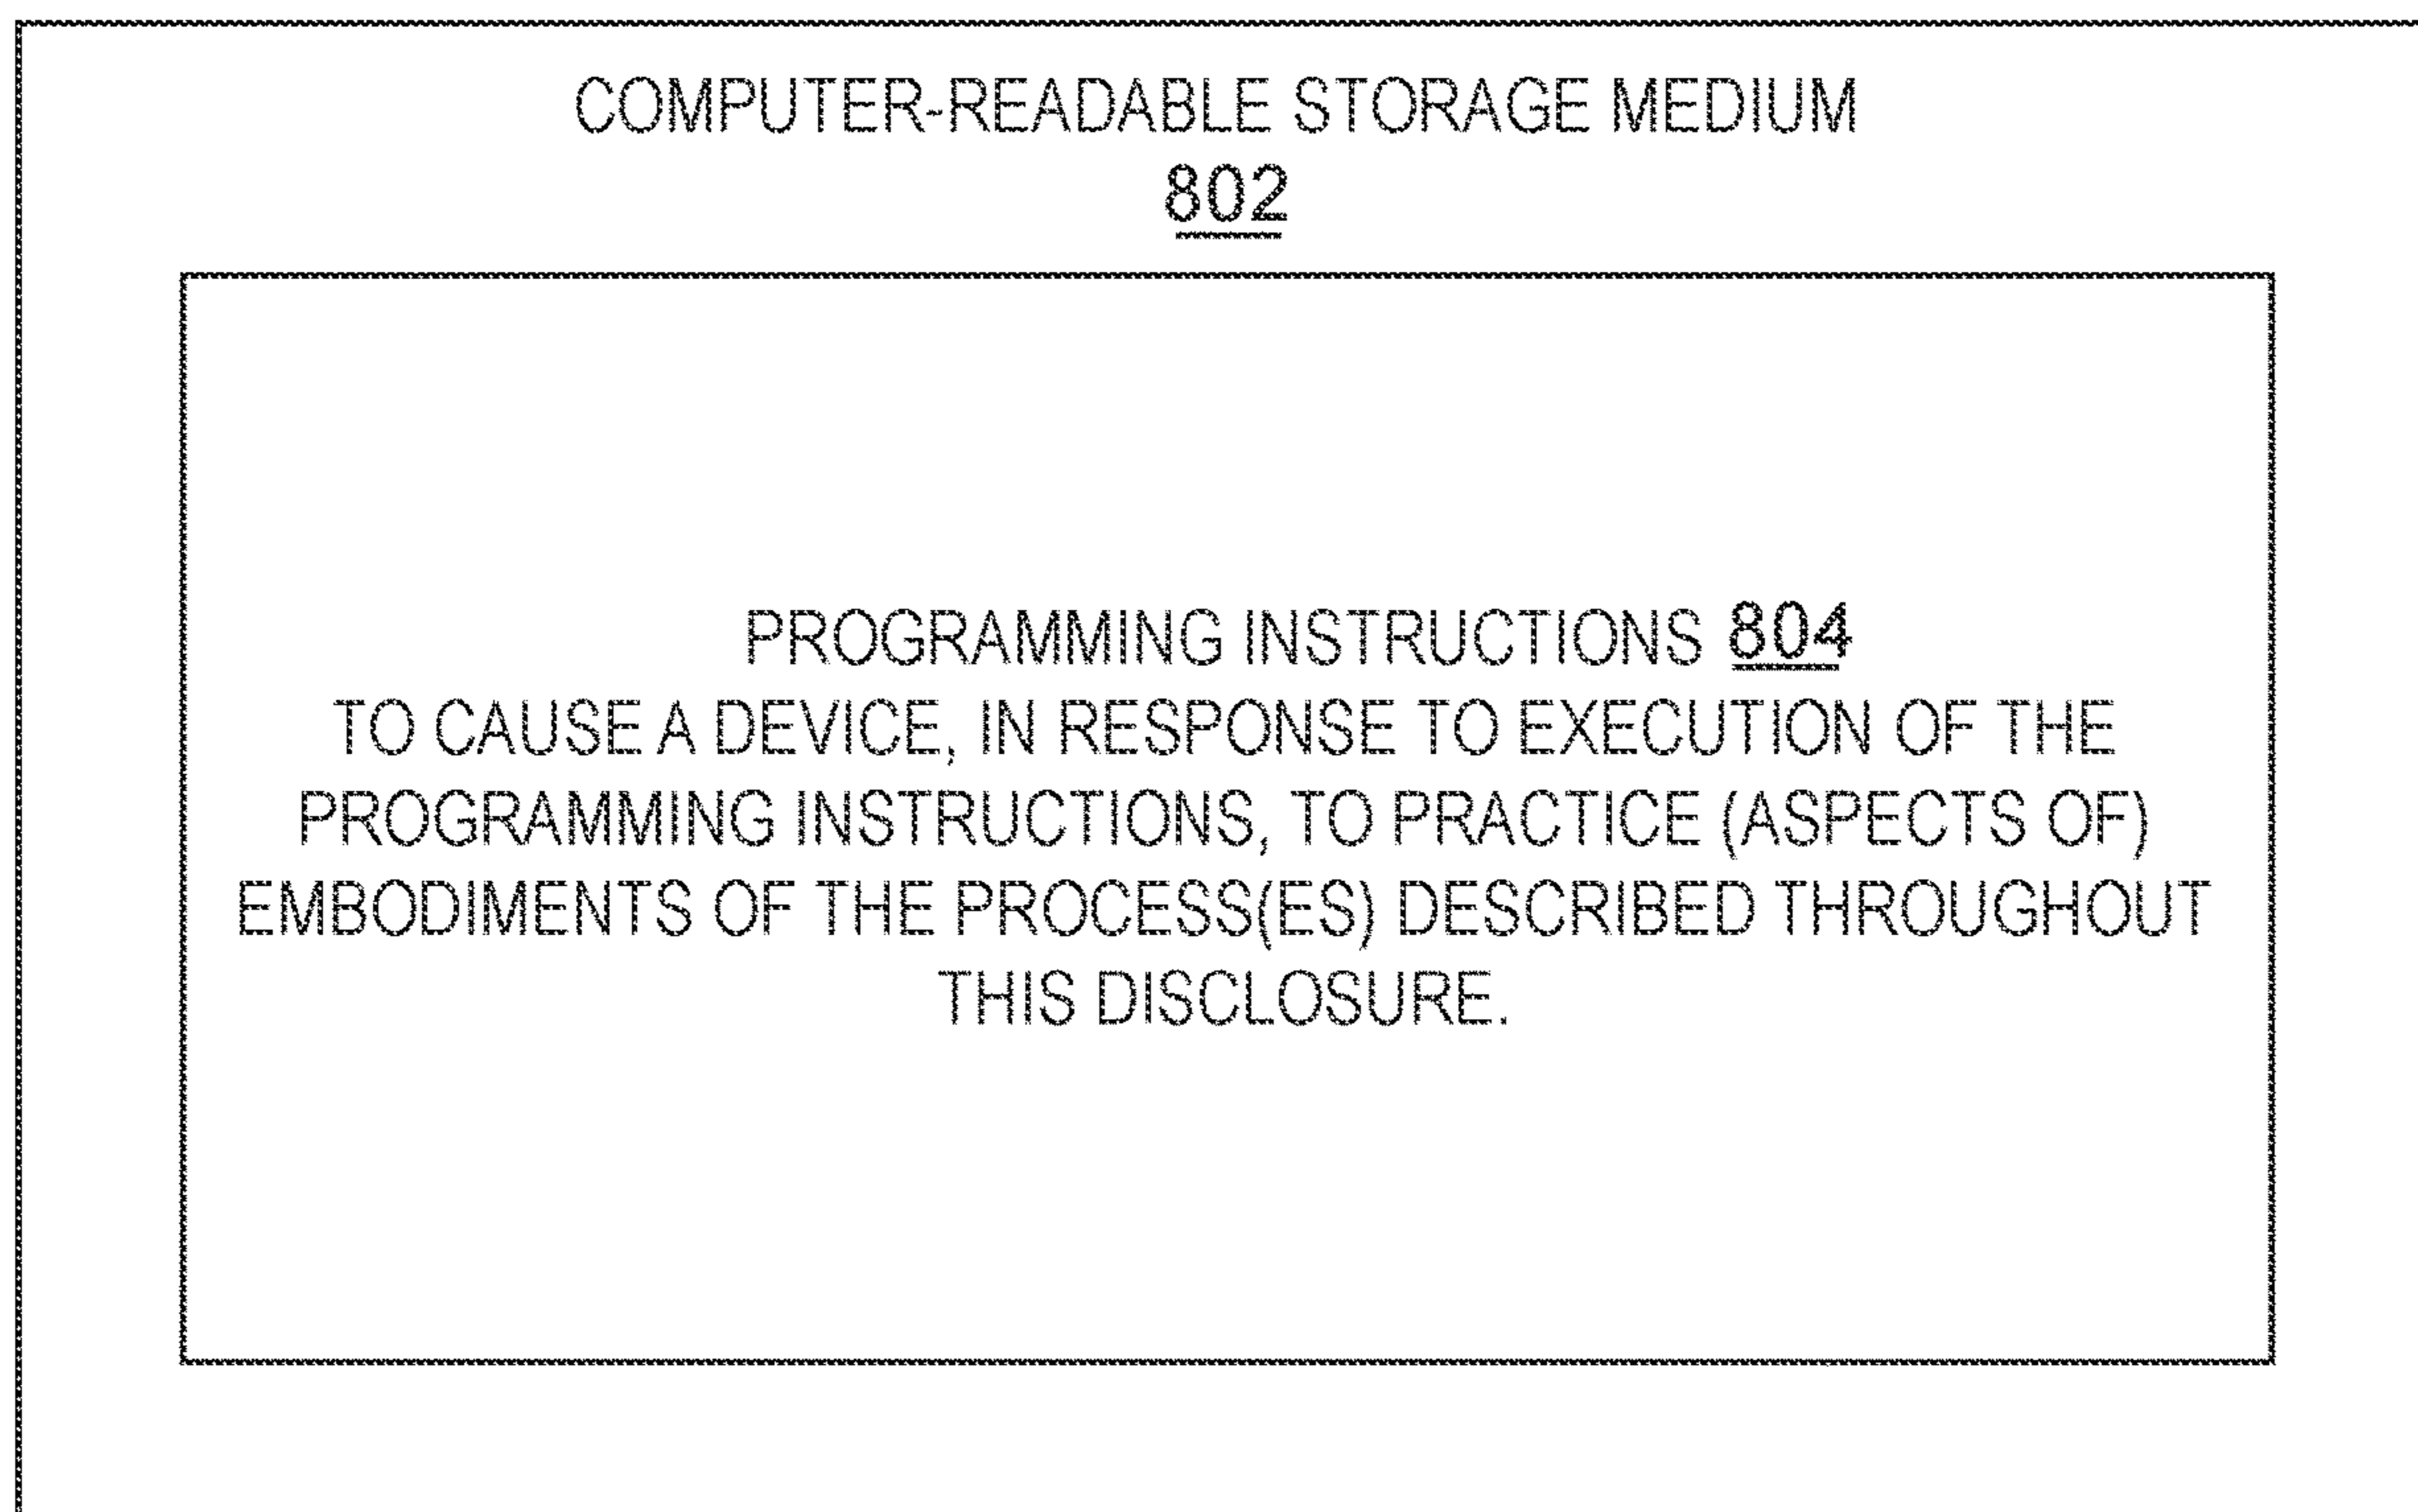 COMPUTER-READABLE STORAGE MEDIUM
802
PROGRAMMING INSTRUCTIONS 804
TO CAUSE A DEVICE, IN RESPONSE TO EXECUTION OF THE
PROGRAMMING INSTRUCTIONS, TO PRACTICE (ASPECTS OF)
EMBODIMENTS OF THE PROCESS(ES) DESCRIBED THROUGHOUT
THIS DISCLOSURE.